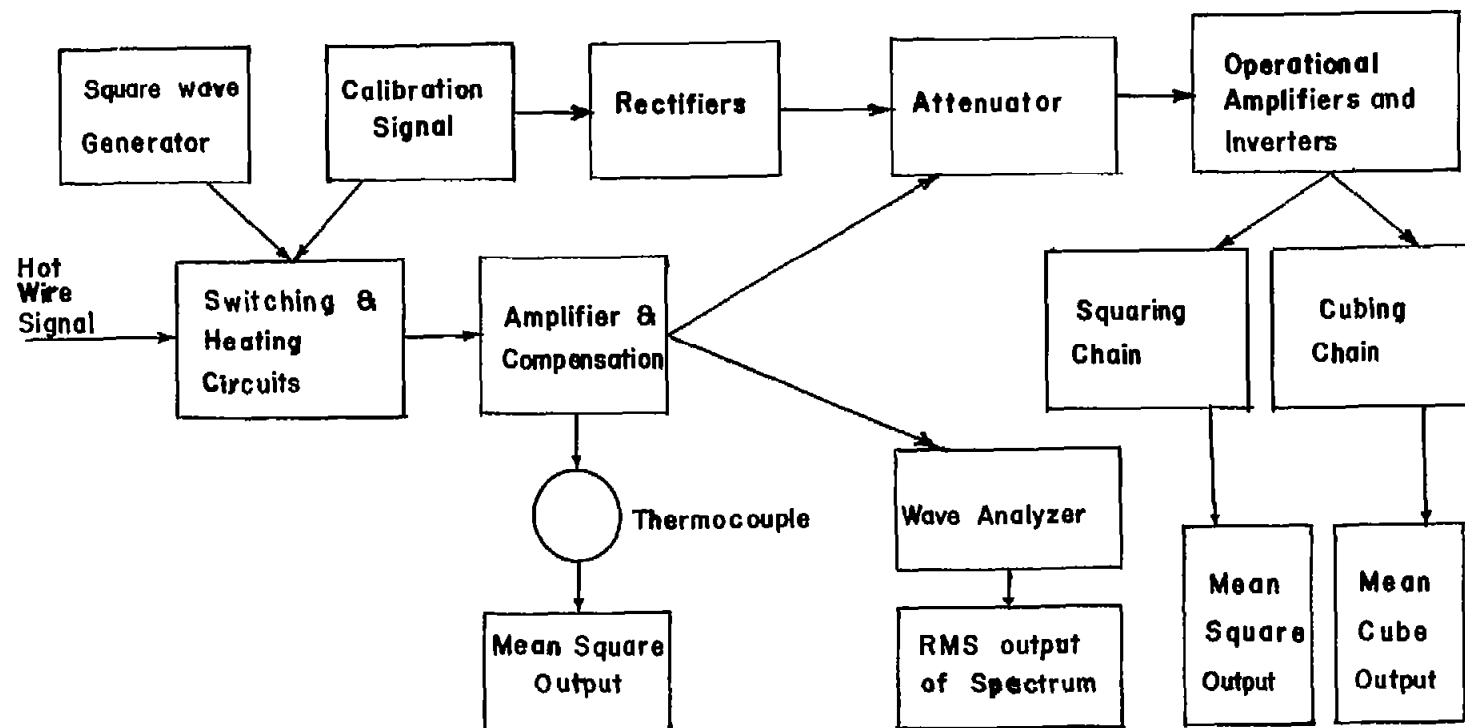 Square wave
Generator
Calibration
Signal
Rectifiers
Attenuator
Operational
Amplifiers and
Inverters
Hot
Wire
Signal
Switching &
Heating
Circuits
Amplifier &
Compensation
Squaring
Chain
Cubing
Chain
Thermocouple
Wave Analyzer
Mean Square
Output
RMS output
of Spectrum
Mean
Square
Output
Mean
Cube
Output